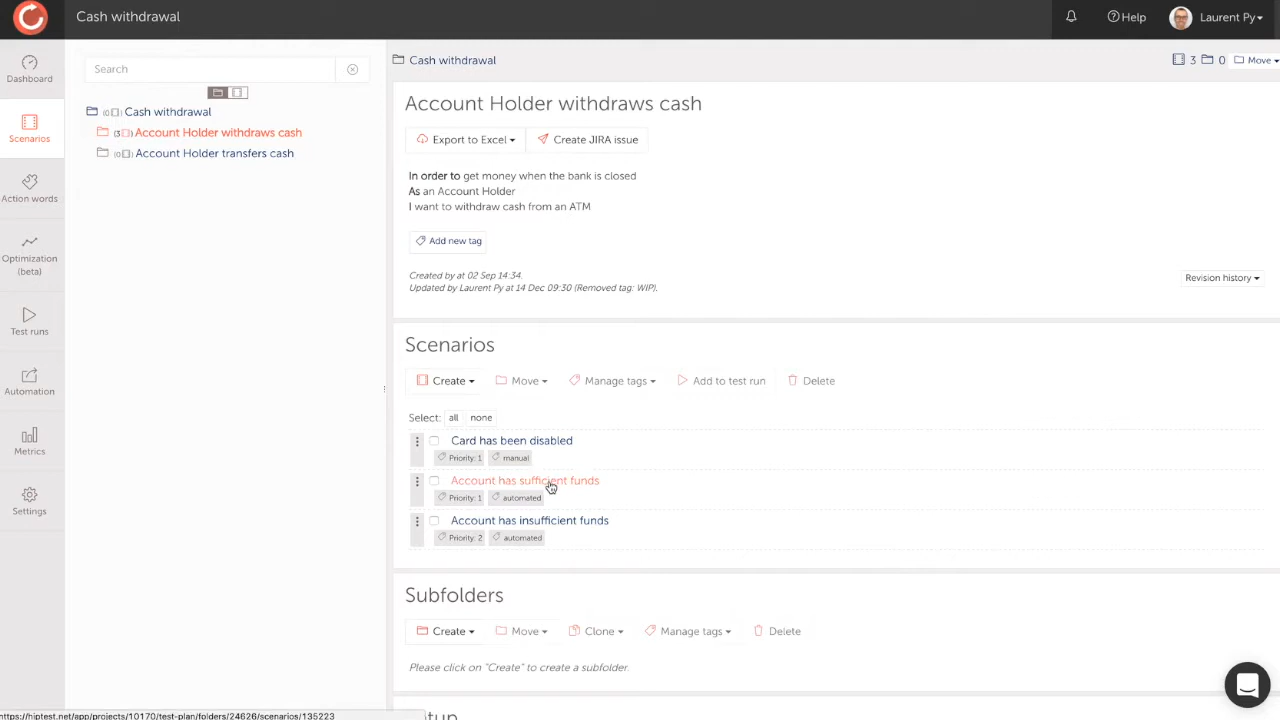 Cash withdrawal
Help
Laurent Py
Dashboard
Scenarios
Action words
Optimization
(beta)
Test runs
Automation
Metrics
Settings
Search
(0) Cash withdrawal
(3) Account Holder withdraws cash
(0) Account Holder transfers cash
Cash withdrawal
3
0
Move
Account Holder withdraws cash
Export to Excel
Create JIRA issue
In order to get money when the bank is closed
As an Account Holder
I want to withdraw cash from an ATM
Add new tag
Created by at 02 Sep 14:34.
Updated by Laurent Py at 14 Dec 09:30 (Removed tag: WIP).
Revision history
Scenarios
Create
Move
Manage tags
Add to test run
Delete
Select: all none
Card has been disabled
Priority: 1 manual
Account has sufficient funds
Priority: 1 automated
Account has insufficient funds
Priority: 2 automated
Subfolders
Create
Move
Clone
Manage tags
Delete
Please click on "Create" to create a subfolder.
https://hiptest.net/app/projects/10170/test-plan/folders/24626/scenarios/135223